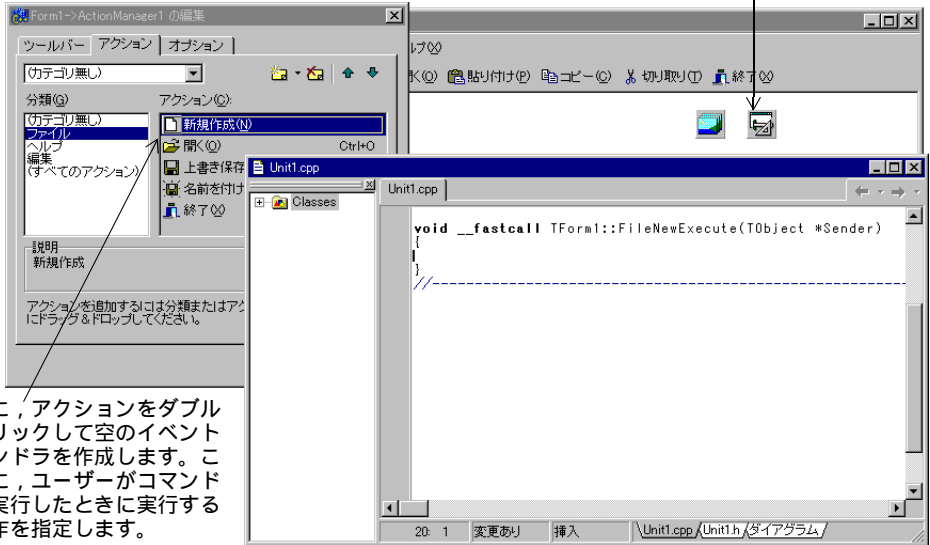 Form1->ActionManager1 の編集
ツールバー アクション オプション
(カテゴリ無し)
分類(G)
(カテゴリ無し)
ファイル
ヘルプ
編集
(すべてのアクション)
アクション(C):
新規作成(N)
開く(O) Ctrl+O
上書き保存
名前を付け
終了(X)
説明
新規作成
アクションを追加するには分類またはアク
にドラッグ&ドロップしてください。
ルプ(X)
く(O) 貼り付け(P) コピー(C) 切り取り(T) 終了(X)
Unit1.cpp
Classes
Unit1.cpp
void __fastcall TForm1::FileNewExecute(TObject *Sender)
{
}
//--------------------------------------------------
20: 1 変更あり 挿入 Unit1.cpp Unit1.h ダイアグラム
に，アクションをダブル
リックして空のイベント
ンドラを作成します。こ
に，ユーザーがコマンド
実行したときに実行する
作を指定します。